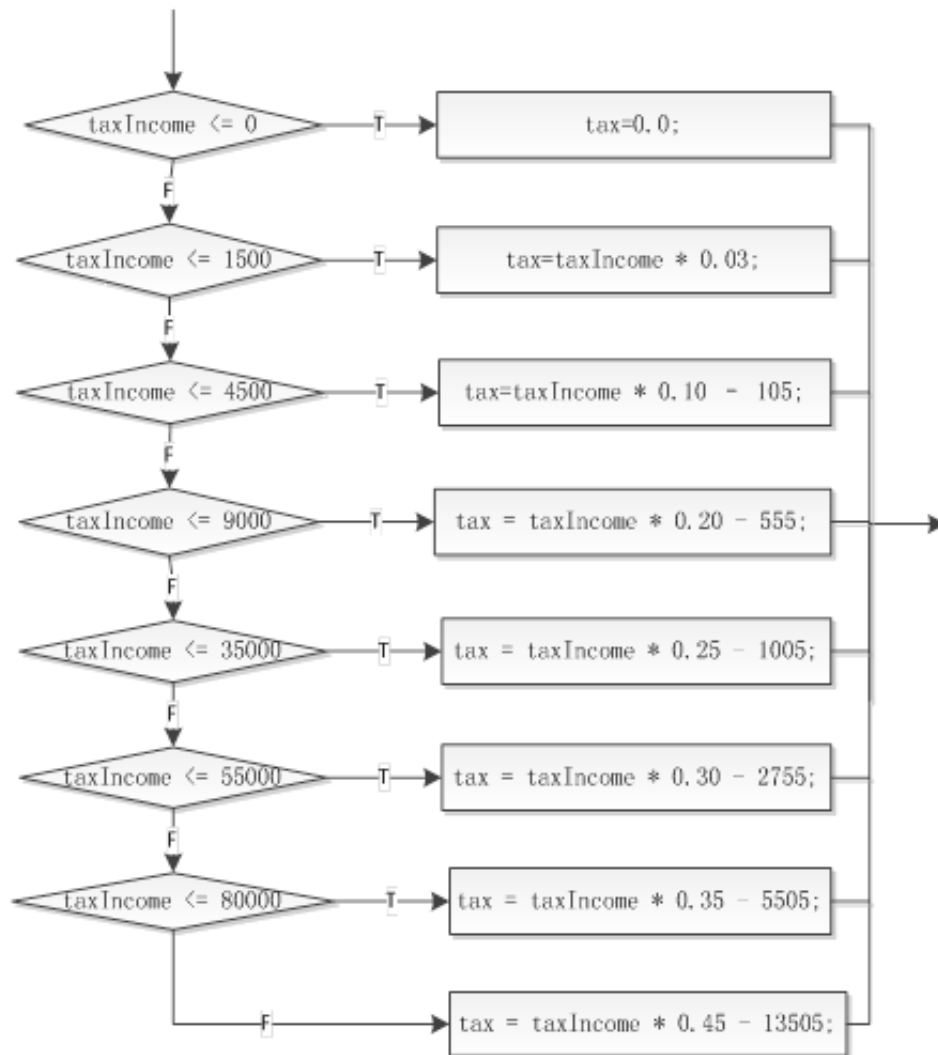 taxIncome <= 0
T
tax=0.0;
F
taxIncome <= 1500
T
tax=taxIncome * 0.03;
F
taxIncome <= 4500
T
tax=taxIncome * 0.10 - 105;
F
taxIncome <= 9000
T
tax = taxIncome * 0.20 - 555;
F
taxIncome <= 35000
T
tax = taxIncome * 0.25 - 1005;
F
taxIncome <= 55000
T
tax = taxIncome * 0.30 - 2755;
F
taxIncome <= 80000
T
tax = taxIncome * 0.35 - 5505;
F
tax = taxIncome * 0.45 - 13505;